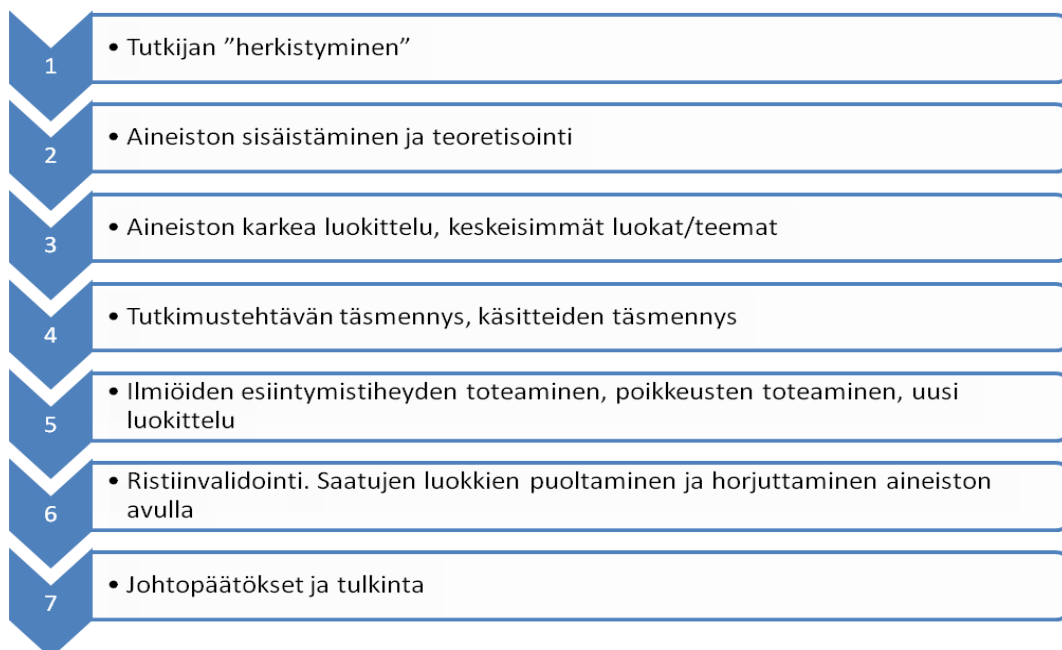 1
• Tutkijan ”herkistyminen”
2
• Aineiston sisäistäminen ja teoretisointi
3
• Aineiston karkea luokittelu, keskeisimmät luokat/teemat
4
• Tutkimustehtävän täsmennys, käsitteiden täsmennys
5
• Ilmiöiden esiintymistiheyden toteaminen, poikkeusten toteaminen, uusi
luokittelu
6
• Ristiinvalidointi. Saatujen luokkien puoltaminen ja horjuttaminen aineiston
avulla
7
• Johtopäätökset ja tulkinta